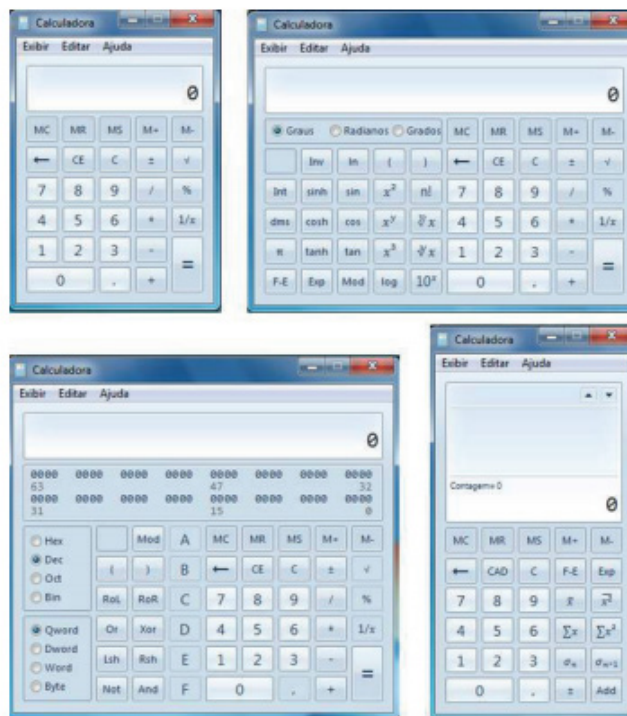 Calculadora
Exibir Editar Ajuda
0
MC MR MS M+ M-
← CE C ± √
7 8 9 / %
4 5 6 * 1/x
1 2 3 - =
0 , +
Calculadora
Exibir Editar Ajuda
0
Graus Radianos Grados MC MR MS M+ M-
Inv ln ( ) ← CE C ± √
Int sinh sin x² n! 7 8 9 / %
dms cosh cos xʸ ʸ√x 4 5 6 * 1/x
π tanh tan x³ ³√x 1 2 3 - =
F-E Exp Mod log 10ˣ 0 , +
Calculadora
Exibir Editar Ajuda
0
0000 0000 0000 0000 0000 0000 0000 0000
63 47 32
0000 0000 0000 0000 0000 0000 0000 0000
31 15 0
Hex Mod A MC MR MS M+ M-
Dec ( ) B ← CE C ± √
Oct
Bin RoL RoR C 7 8 9 / %
Qword Or Xor D 4 5 6 * 1/x
Dword
Word Lsh Rsh E 1 2 3 - =
Byte Not And F 0 , +
Calculadora
Exibir Editar Ajuda
Contagem= 0
0
MC MR MS M+ M-
← CAD C F-E Exp
7 8 9 x̄ x̄²
4 5 6 ∑x ∑x²
1 2 3 σₙ σₙ₋₁
0 , ± Add